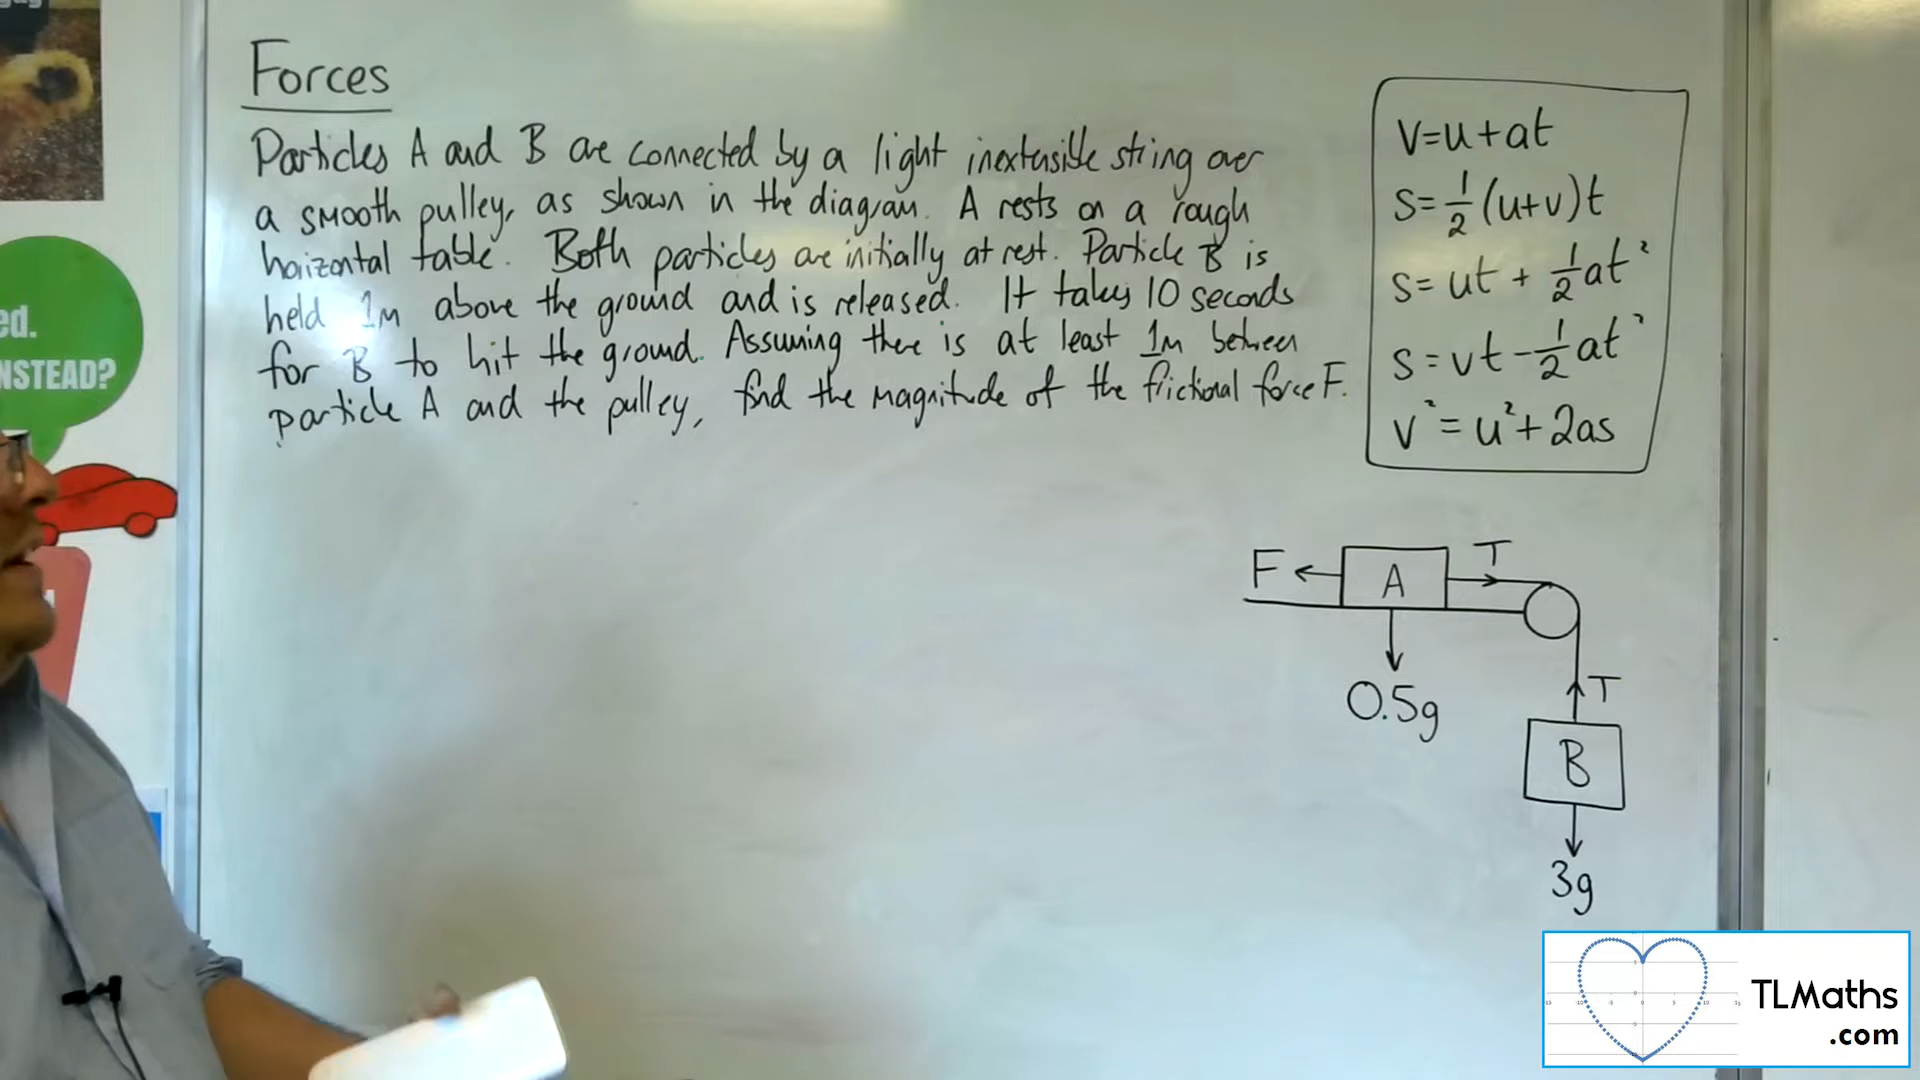 Forces
Particles A and B are connected by a light inextensible string over
a smooth pulley, as shown in the diagram. A rests on a rough
horizontal table. Both particles are initially at rest. Particle B is
held 1m above the ground and is released. It takes 10 seconds
for B to hit the ground. Assuming there is at least 1m between
particle A and the pulley, find the magnitude of the frictional force F.
v=u+at
s=½(u+v)t
s=ut+½at²
s=vt-½at²
v²=u²+2as
F
A
T
0.5g
T
B
3g
ed.
NSTEAD?
TLMaths
.com